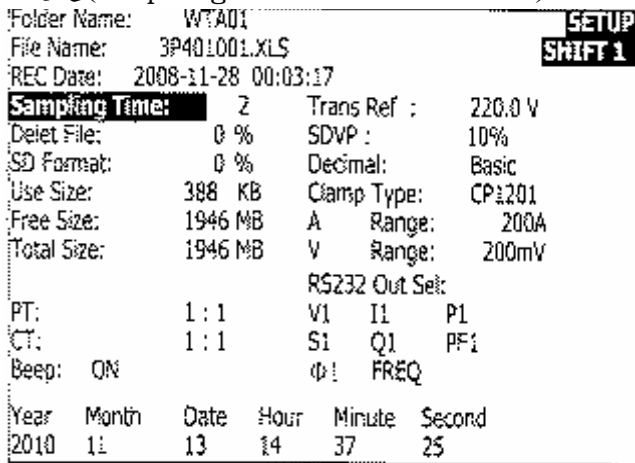 Folder Name: WTA01 SETUP
File Name: 3P401001.XLS SHIFT 1
REC Date: 2008-11-28 00:03:17
Sampling Time: 2 Trans Ref : 220.0 V
Delet File: 0 % SDVP : 10%
SD Format: 0 % Decimal: Basic
Use Size: 388 KB Clamp Type: CP1201
Free Size: 1946 MB A Range: 200A
Total Size: 1946 MB V Range: 200mV
RS232 Out Sel:
PT: 1 : 1 V1 I1 P1
CT: 1 : 1 S1 Q1 PF1
Beep: ON Φ1 FREQ
Year Month Date Hour Minute Second
2010 11 13 14 37 25